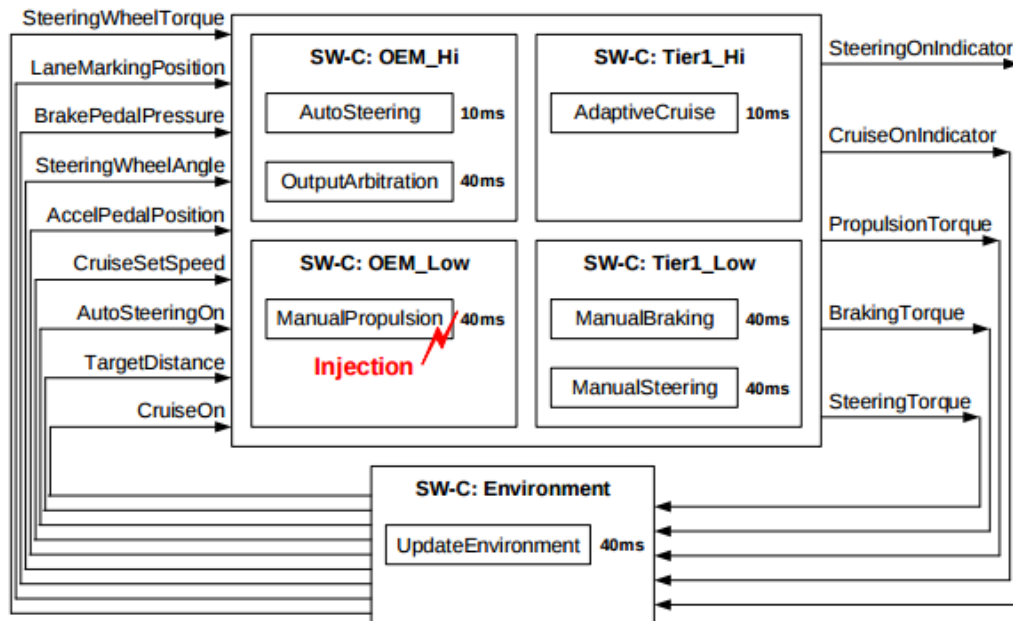 SteeringWheelTorque
LaneMarkingPosition
BrakePedalPressure
SteeringWheelAngle
AccelPedalPosition
CruiseSetSpeed
AutoSteeringOn
TargetDistance
CruiseOn
SW-C: OEM_Hi
AutoSteering 10ms
OutputArbitration 40ms
SW-C: Tier1_Hi
AdaptiveCruise 10ms
SW-C: OEM_Low
ManualPropulsion 40ms
Injection
SW-C: Tier1_Low
ManualBraking 40ms
ManualSteering 40ms
SteeringOnIndicator
CruiseOnIndicator
PropulsionTorque
BrakingTorque
SteeringTorque
SW-C: Environment
UpdateEnvironment 40ms